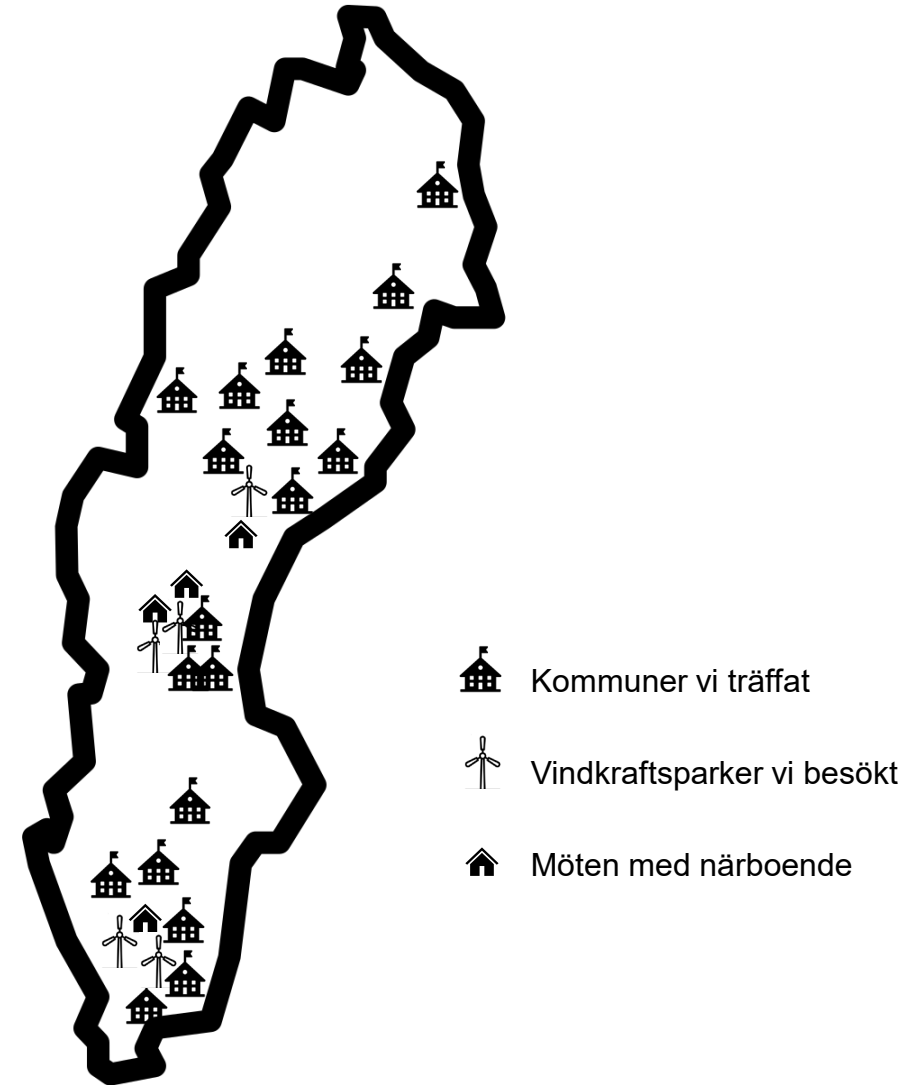 Kommuner vi träffat
Vindkraftsparker vi besökt
Möten med närboende